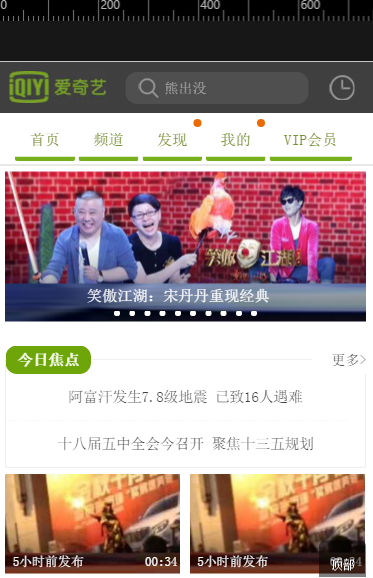 0 200 400 600
iQIYI 爱奇艺
熊出没
首页 频道 发现 我的 VIP会员
笑傲江湖
笑傲江湖：宋丹丹重现经典
今日焦点 更多>
阿富汗发生7.8级地震 已致16人遇难
十八届五中全会今召开 聚焦十三五规划
5小时前发布 00:34 5小时前发布 00:34
顶部